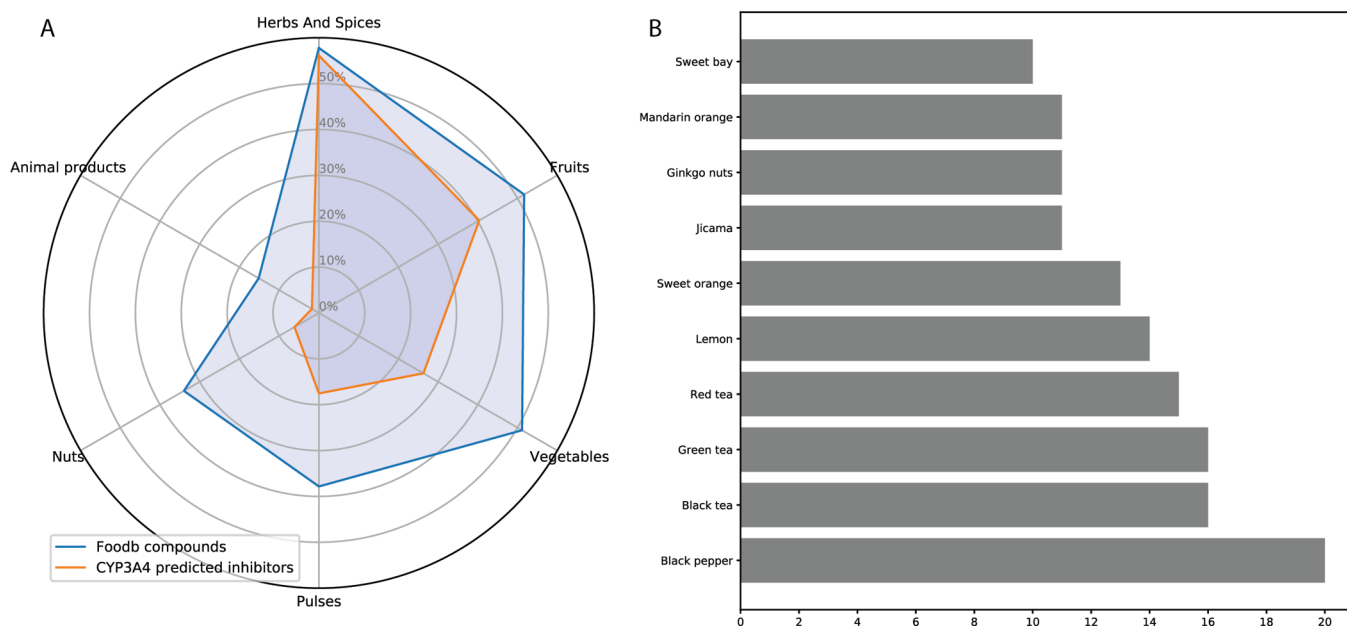 A
Herbs And Spices
50%
40%
30%
20%
10%
0%
Animal products
Fruits
Nuts
Vegetables
Pulses
Foodb compounds
CYP3A4 predicted inhibitors
B
Sweet bay
Mandarin orange
Ginkgo nuts
Jicama
Sweet orange
Lemon
Red tea
Green tea
Black tea
Black pepper
0 2 4 6 8 10 12 14 16 18 20